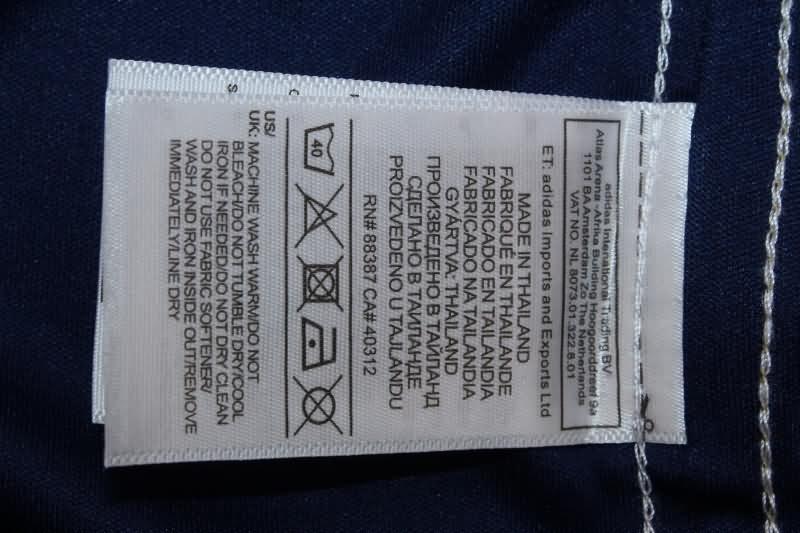 adidas International Trading BV
Atlas Arena -Afrika Building Hoogoorddreef 9a
1101 BA Amsterdam Zo The Netherlands
VAT NO. NL 8073.01.322.B.01
ET: adidas Imports and Exports Ltd
MADE IN THAILAND
FABRIQUÉ EN THAILANDE
FABRICADO EN TAILANDIA
FABRICADO NA TAILANDIA
GYÁRTVA: THAILAND
ПРОИЗВЕДЕНО В ТАЙЛАНД
СДЕЛАНО В ТАИЛАНДЕ
PROIZVEDENO U TAJLANDU
RN# 88387 CA# 40312
40
US/
UK: MACHINE WASH WARM/DO NOT
BLEACH/DO NOT TUMBLE DRY/COOL
IRON IF NEEDED/DO NOT DRY CLEAN
DO NOT USE FABRIC SOFTENER/
WASH AND IRON INSIDE OUT/REMOVE
IMMEDIATELY/LINE DRY